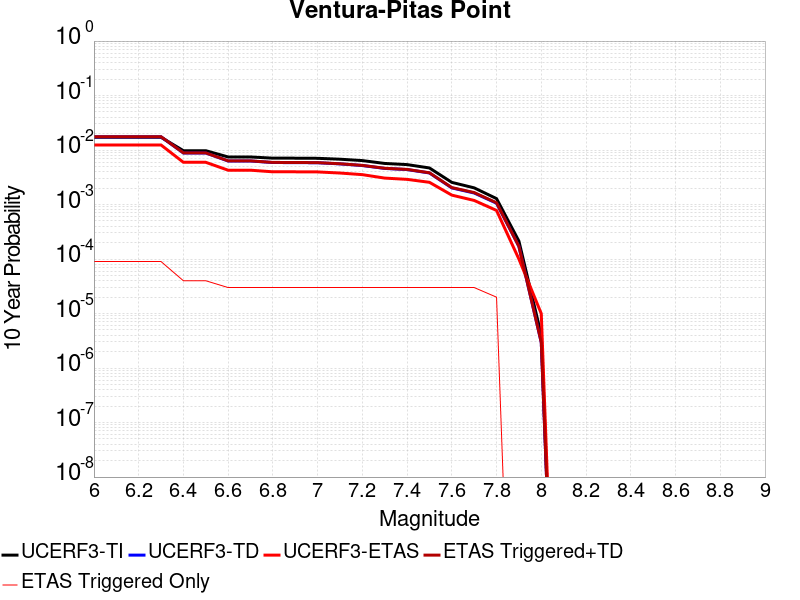 Ventura-Pitas Point
10 0
10 -1
10 -2
10 -3
10 -4
10 -5
10 -6
10 -7
10 -8
10 Year Probability
6 6.2 6.4 6.6 6.8 7 7.2 7.4 7.6 7.8 8 8.2 8.4 8.6 8.8 9
Magnitude
UCERF3-TI UCERF3-TD UCERF3-ETAS ETAS Triggered+TD
ETAS Triggered Only